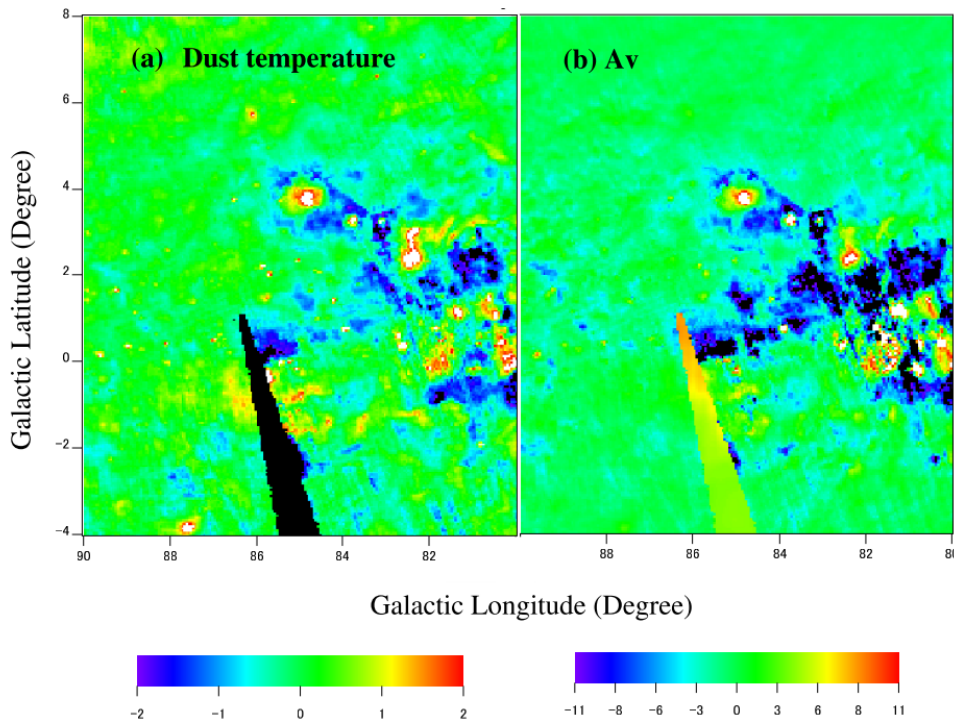 (a) Dust temperature
(b) Av
8
6
4
2
0
−2
−4
90 88 86 84 82
88 86 84 82 80
Galactic Latitude (Degree)
Galactic Longitude (Degree)
-2 -1 0 1 2
-11 -8 -6 -3 0 3 6 8 11